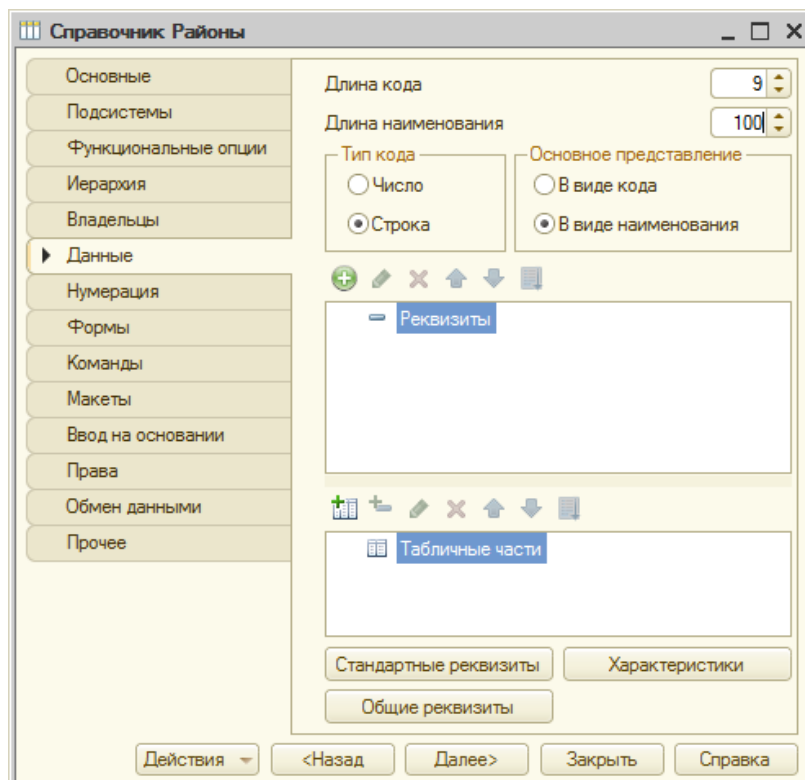 Справочник Районы
Основные
Подсистемы
Функциональные опции
Иерархия
Владельцы
Данные
Нумерация
Формы
Команды
Макеты
Ввод на основании
Права
Обмен данными
Прочее
Длина кода 9
Длина наименования 100
Тип кода
Число
Строка
Основное представление
В виде кода
В виде наименования
Реквизиты
Табличные части
Стандартные реквизиты Характеристики
Общие реквизиты
Действия <Назад Далее> Закрыть Справка